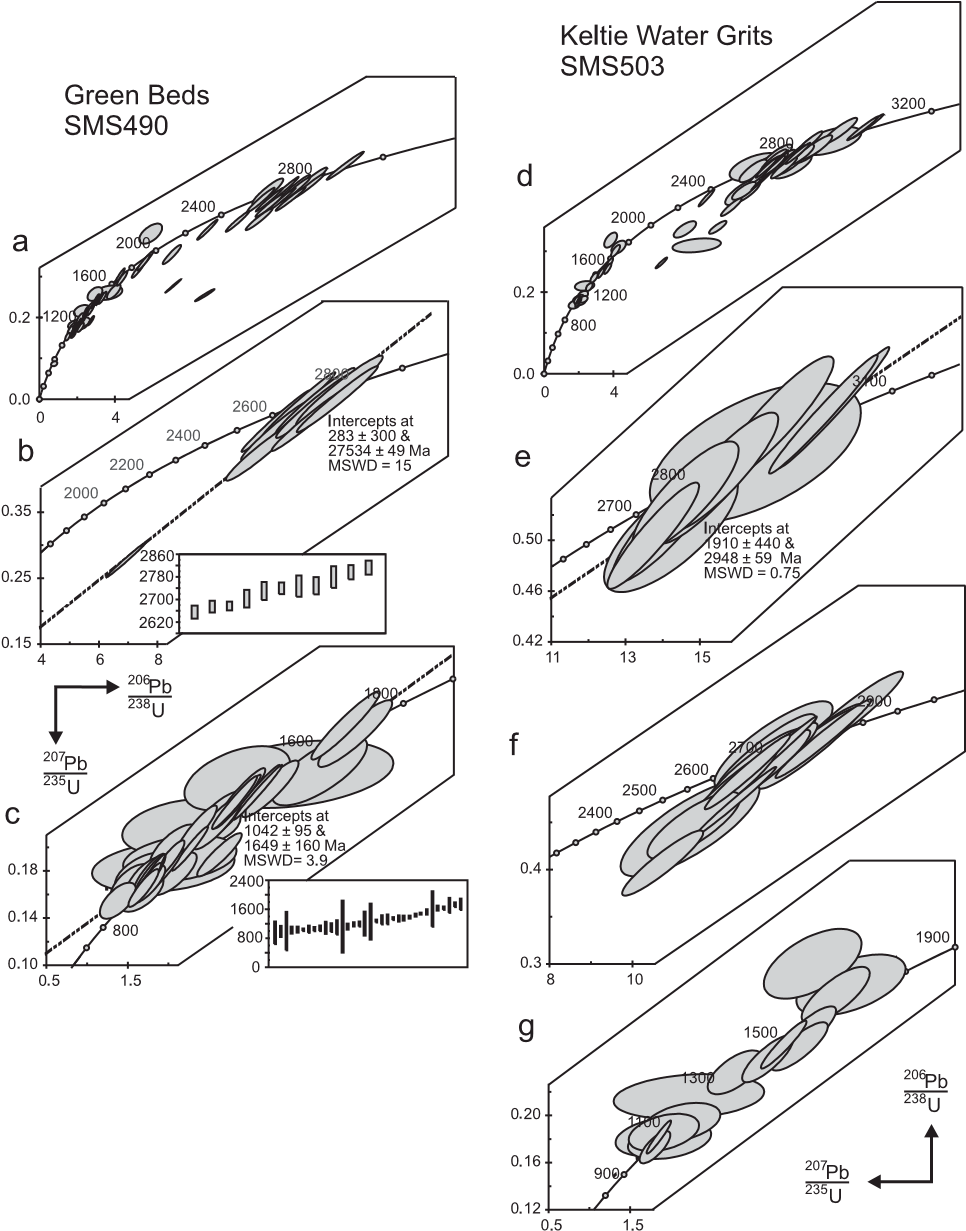 Green Beds
SMS490
a
2800
2400
2000
1600
1200
0.2
0.0
0
4
b
2800
2600
2400
2200
2000
Intercepts at
283 ± 300 &
27534 ± 49 Ma
MSWD = 15
0.35
0.25
0.15
4
6
8
2860
2780
2700
2620
206Pb
238U
207Pb
235U
c
1800
1600
Intercepts at
1042 ± 95 &
1649 ± 160 Ma
MSWD= 3.9
800
0.18
0.14
0.10
0.5
1.5
2400
1600
800
0
Keltie Water Grits
SMS503
d
3200
2800
2400
2000
1600
1200
800
0.2
0.0
0
4
e
3100
2800
2700
Intercepts at
1910 ± 440 &
2948 ± 59 Ma
MSWD = 0.75
0.50
0.46
0.42
11
13
15
f
2900
2700
2600
2500
2400
0.4
0.3
8
10
g
1900
1500
1300
1100
900
0.20
0.16
0.12
0.5
1.5
206Pb
238U
207Pb
235U